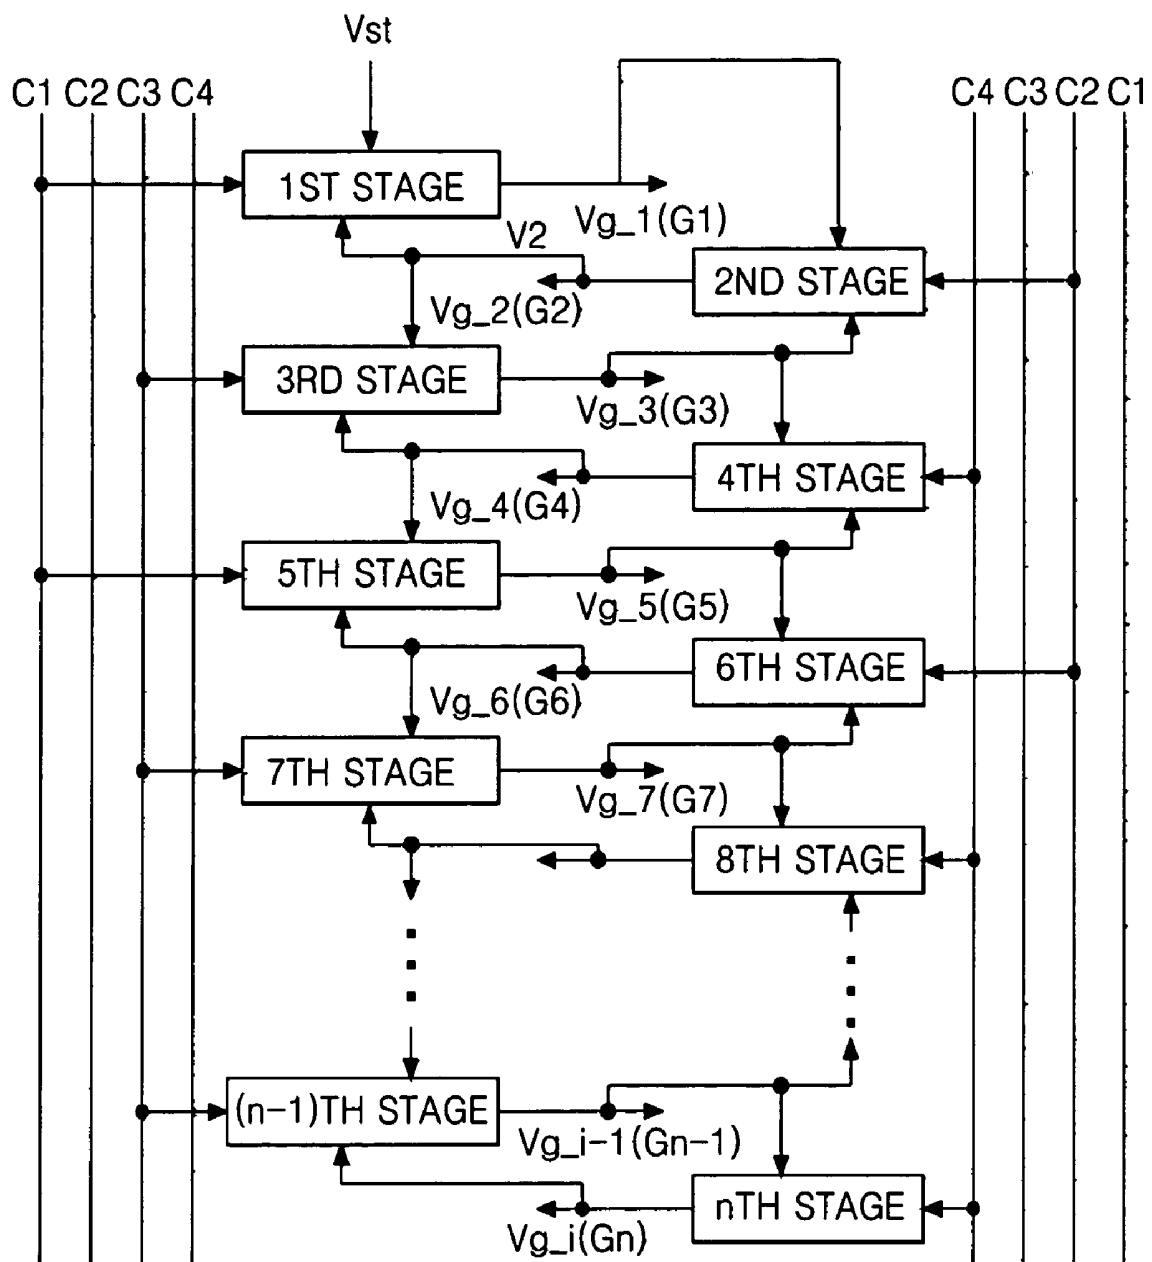 Vst
C1 C2 C3 C4
C4 C3 C2 C1
1ST STAGE
Vg_1(G1)
V2
2ND STAGE
Vg_2(G2)
3RD STAGE
Vg_3(G3)
4TH STAGE
Vg_4(G4)
5TH STAGE
Vg_5(G5)
6TH STAGE
Vg_6(G6)
7TH STAGE
Vg_7(G7)
8TH STAGE
(n-1)TH STAGE
Vg_i-1(Gn-1)
nTH STAGE
Vg_i(Gn)